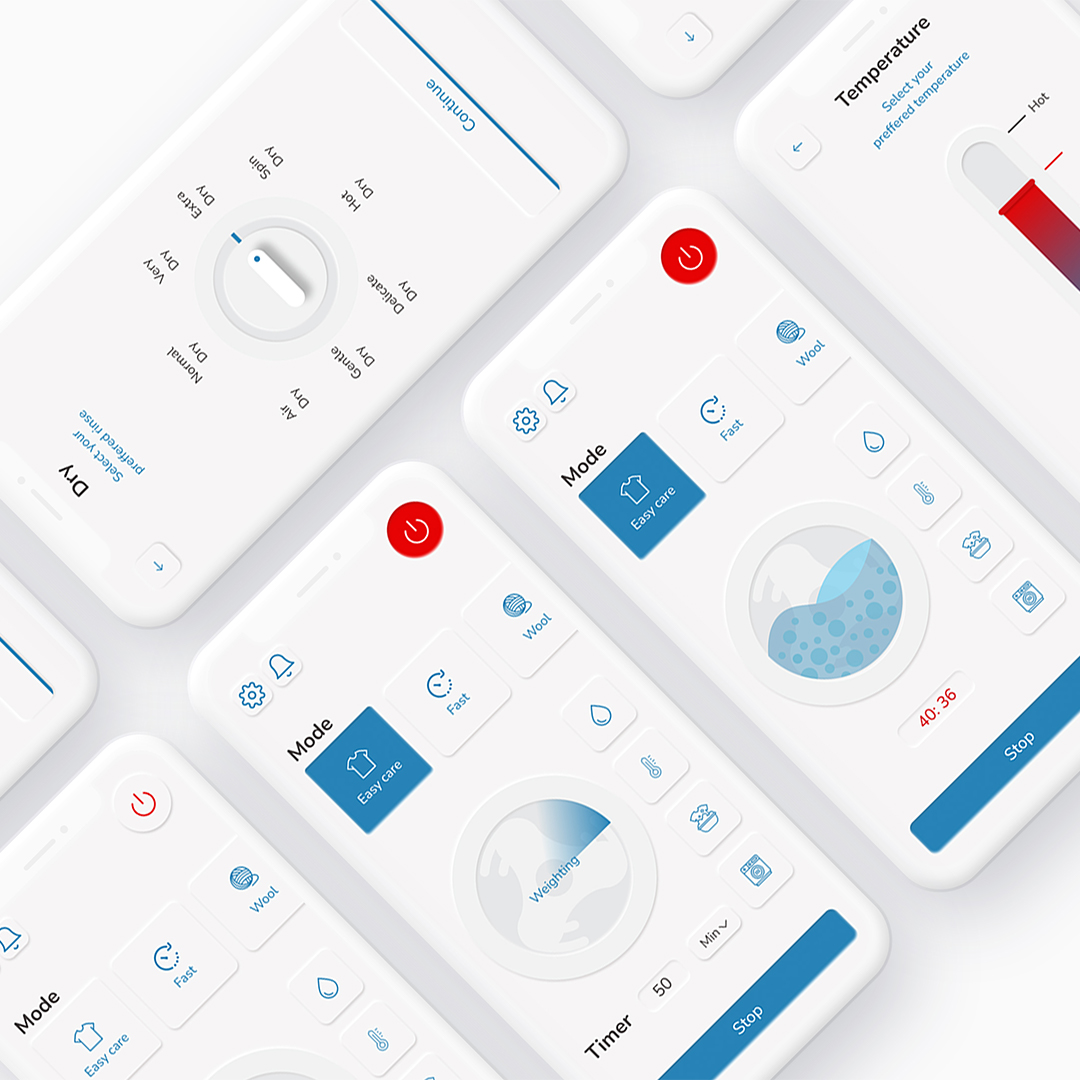 Continue
Spin
Dry
Hot
Dry
Extra
Dry
Very
Dry
Delicate
Dry
Normal
Dry
Gentle
Dry
Air
Dry
Dry
Select your
preffered rinse
Temperature
Select your
preffered temperature
Hot
Mode
Easy care
Fast
Wool
40: 36
Stop
Mode
Easy care
Fast
Wool
Weighting
Timer
50
Min
Stop
Mode
Easy care
Fast
Wool